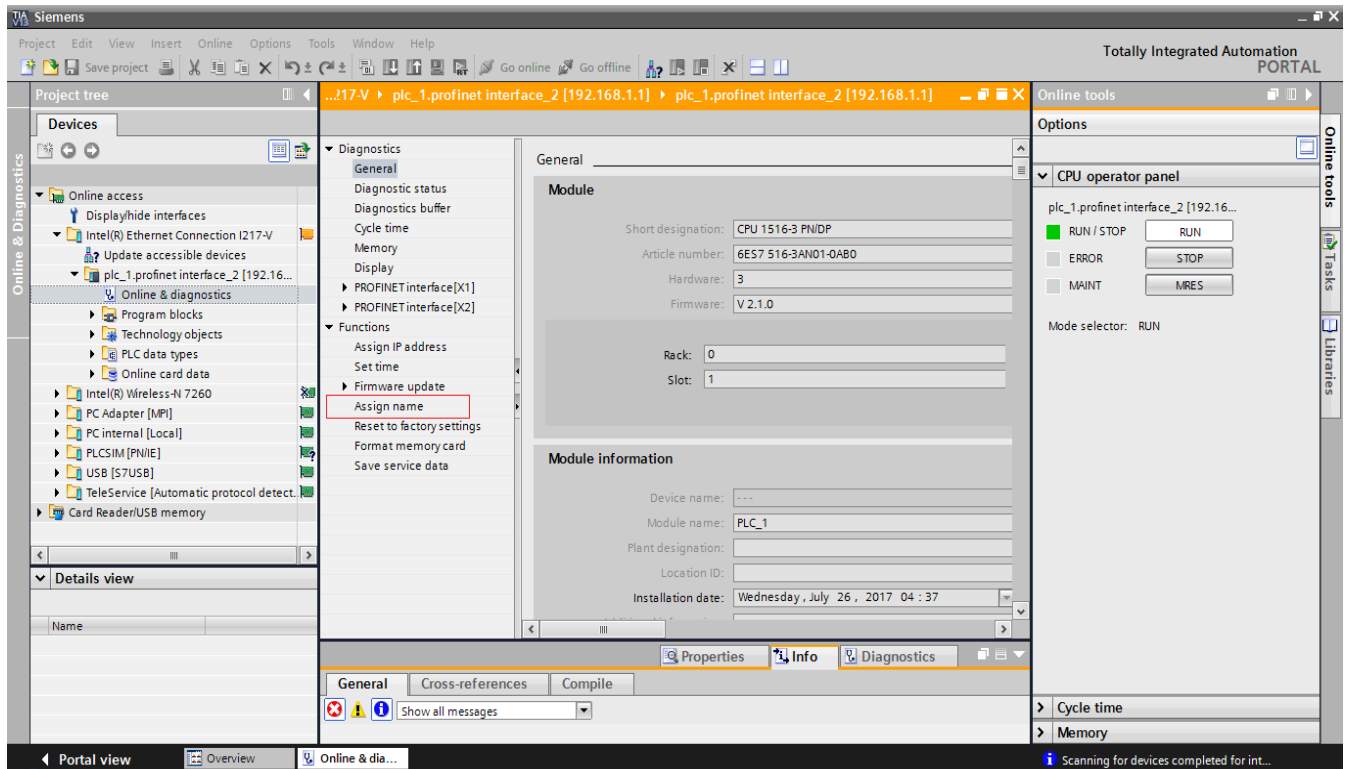 Siemens
Project Edit View Insert Online Options Tools Window Help
Save project Go online Go offline
Totally Integrated Automation
PORTAL
Project tree
Devices
Online access
Display/hide interfaces
Intel(R) Ethernet Connection I217-V
Update accessible devices
plc_1.profinet interface_2 [192.16...
Online & diagnostics
Program blocks
Technology objects
PLC data types
Online card data
Intel(R) Wireless-N 7260
PC Adapter [MPI]
PC internal [Local]
PLCSIM [PN/IE]
USB [S7USB]
TeleService [Automatic protocol detect...
Card Reader/USB memory
Details view
Name
Online & Diagnostics
...217-V plc_1.profinet interface_2 [192.168.1.1] plc_1.profinet interface_2 [192.168.1.1]
Diagnostics
General
Diagnostic status
Diagnostics buffer
Cycle time
Memory
Display
PROFINET interface [X1]
PROFINET interface [X2]
Functions
Assign IP address
Set time
Firmware update
Assign name
Reset to factory settings
Format memory card
Save service data
General
Module
Short designation: CPU 1516-3 PN/DP
Article number: 6ES7 516-3AN01-0AB0
Hardware: 3
Firmware: V 2.1.0
Rack: 0
Slot: 1
Module information
Device name: ---
Module name: PLC_1
Plant designation:
Location ID:
Installation date: Wednesday , July 26 , 2017 04 : 37
Properties Info Diagnostics
General Cross-references Compile
Show all messages
Online tools
Options
CPU operator panel
plc_1.profinet interface_2 [192.16...
RUN / STOP RUN
ERROR STOP
MAINT MRES
Mode selector: RUN
Cycle time
Memory
Online tools
Tasks
Libraries
Portal view Overview Online & dia...
Scanning for devices completed for int...